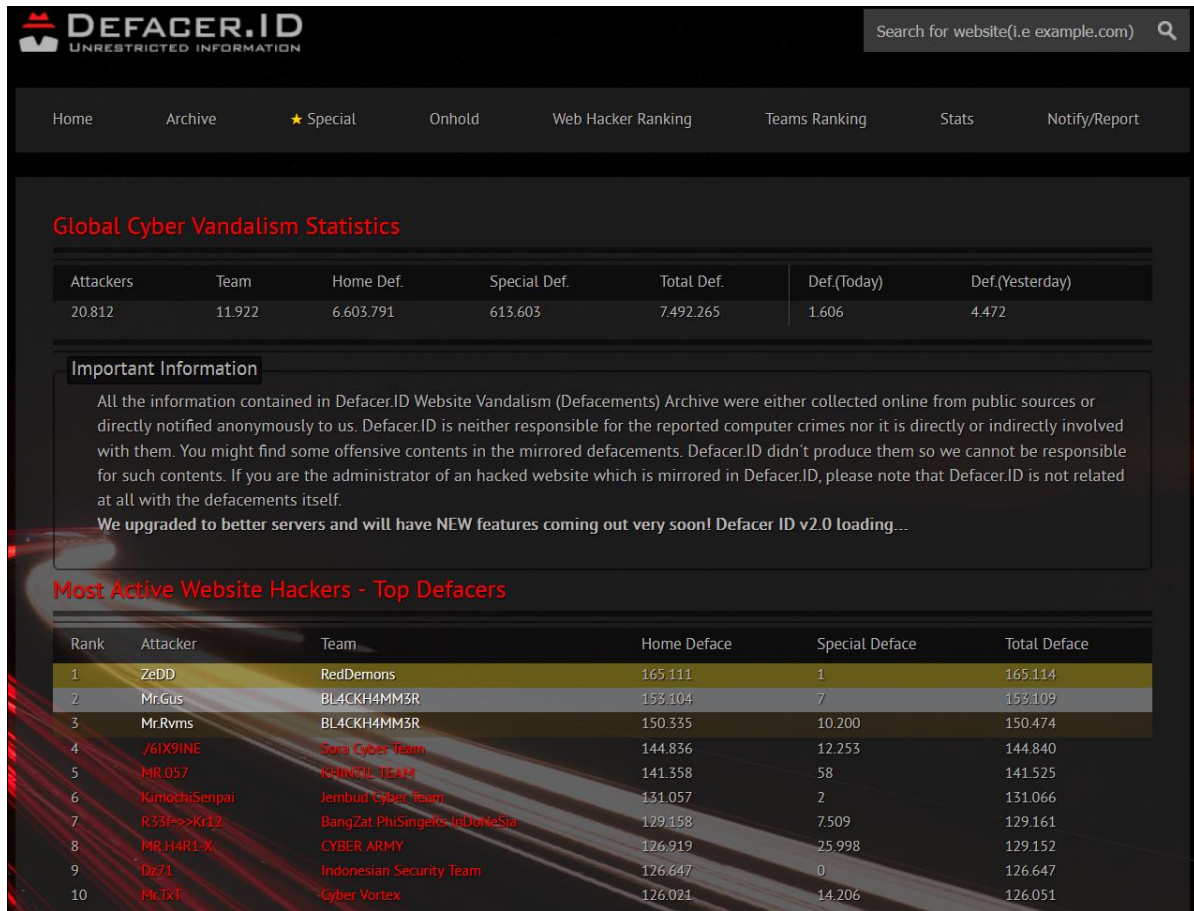 DEFACER.ID
UNRESTRICTED INFORMATION
Search for website(i.e example.com)
Home Archive ★ Special Onhold Web Hacker Ranking Teams Ranking Stats Notify/Report
Global Cyber Vandalism Statistics
Attackers Team Home Def. Special Def. Total Def. Def.(Today) Def.(Yesterday)
20.812 11.922 6.603.791 613.603 7.492.265 1.606 4.472
Important Information
All the information contained in Defacer.ID Website Vandalism (Defacements) Archive were either collected online from public sources or
directly notified anonymously to us. Defacer.ID is neither responsible for the reported computer crimes nor it is directly or indirectly involved
with them. You might find some offensive contents in the mirrored defacements. Defacer.ID didn't produce them so we cannot be responsible
for such contents. If you are the administrator of an hacked website which is mirrored in Defacer.ID, please note that Defacer.ID is not related
at all with the defacements itself.
We upgraded to better servers and will have NEW features coming out very soon! Defacer ID v2.0 loading...
Most Active Website Hackers - Top Defacers
Rank Attacker Team Home Deface Special Deface Total Deface
1 ZeDD RedDemons 165.111 1 165.114
2 Mr.Gus BL4CKH4MM3R 153.104 7 153.109
3 Mr.Rvms BL4CKH4MM3R 150.335 10.200 150.474
4 ./6IX9INE Sora Cyber Team 144.836 12.253 144.840
5 MR.057 KHINTIL TEAM 141.358 58 141.525
6 KimochiSenpai Jembud Cyber Team 131.057 2 131.066
7 R33f=>>Kr12 BangZat PhiSingeRs InDoNeSia 129.158 7.509 129.161
8 MR.H4R1-X CYBER ARMY 126.919 25.998 129.152
9 Dz71 Indonesian Security Team 126.647 0 126.647
10 Mr.TxT Cyber Vortex 126.021 14.206 126.051